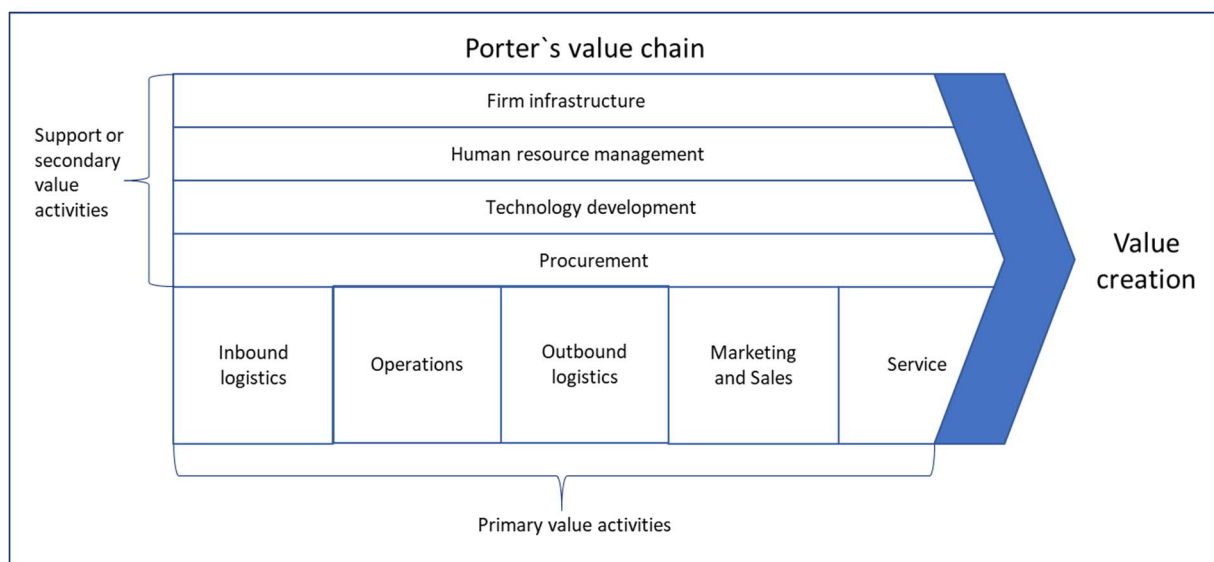 Porter`s value chain
Firm infrastructure
Support or
secondary
value
activities
Human resource management
Technology development
Procurement
Value
creation
Inbound
logistics
Operations
Outbound
logistics
Marketing
and Sales
Service
Primary value activities